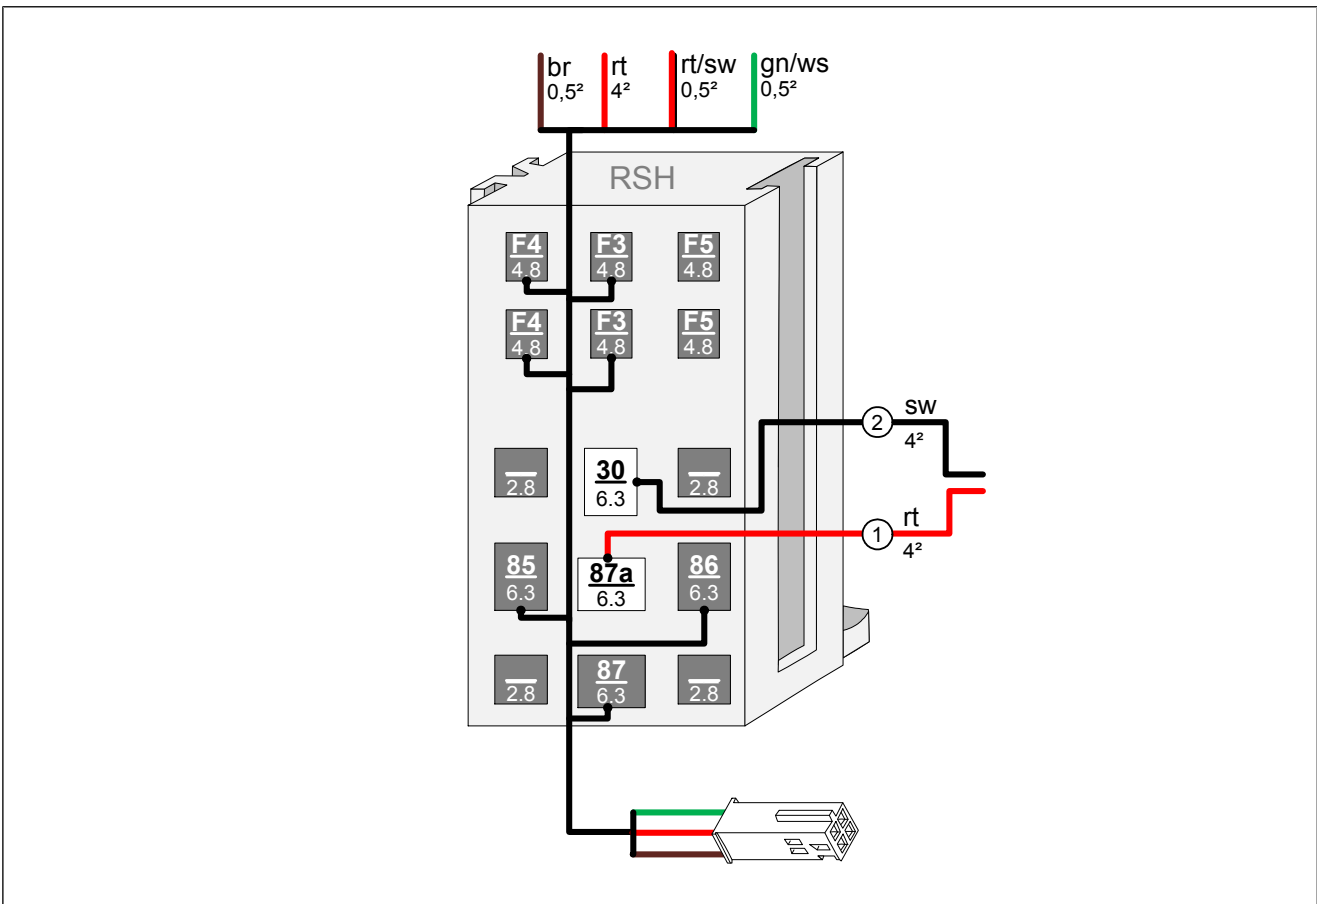 br rt rt/sw gn/ws
0,5² 4² 0,5² 0,5²
RSH
F4 F3 F5
4.8 4.8 4.8
F4 F3 F5
4.8 4.8 4.8
2 sw
4²
30
2.8 6.3 2.8
1 rt
4²
85 87a 86
6.3 6.3 6.3
87
2.8 6.3 2.8